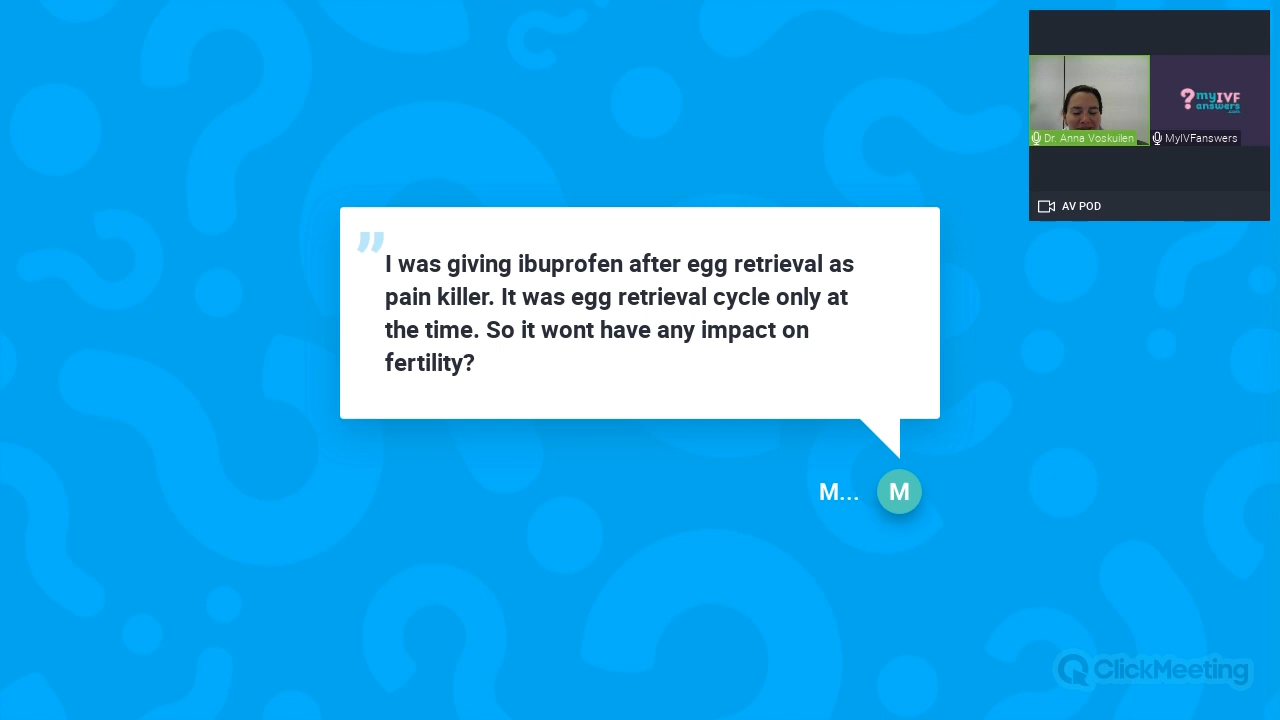 ?myIVF
answers
Dr. Anna Voskuilen
MyIVFanswers
AV POD
”
I was giving ibuprofen after egg retrieval as
pain killer. It was egg retrieval cycle only at
the time. So it wont have any impact on
fertility?
M... M
ClickMeeting